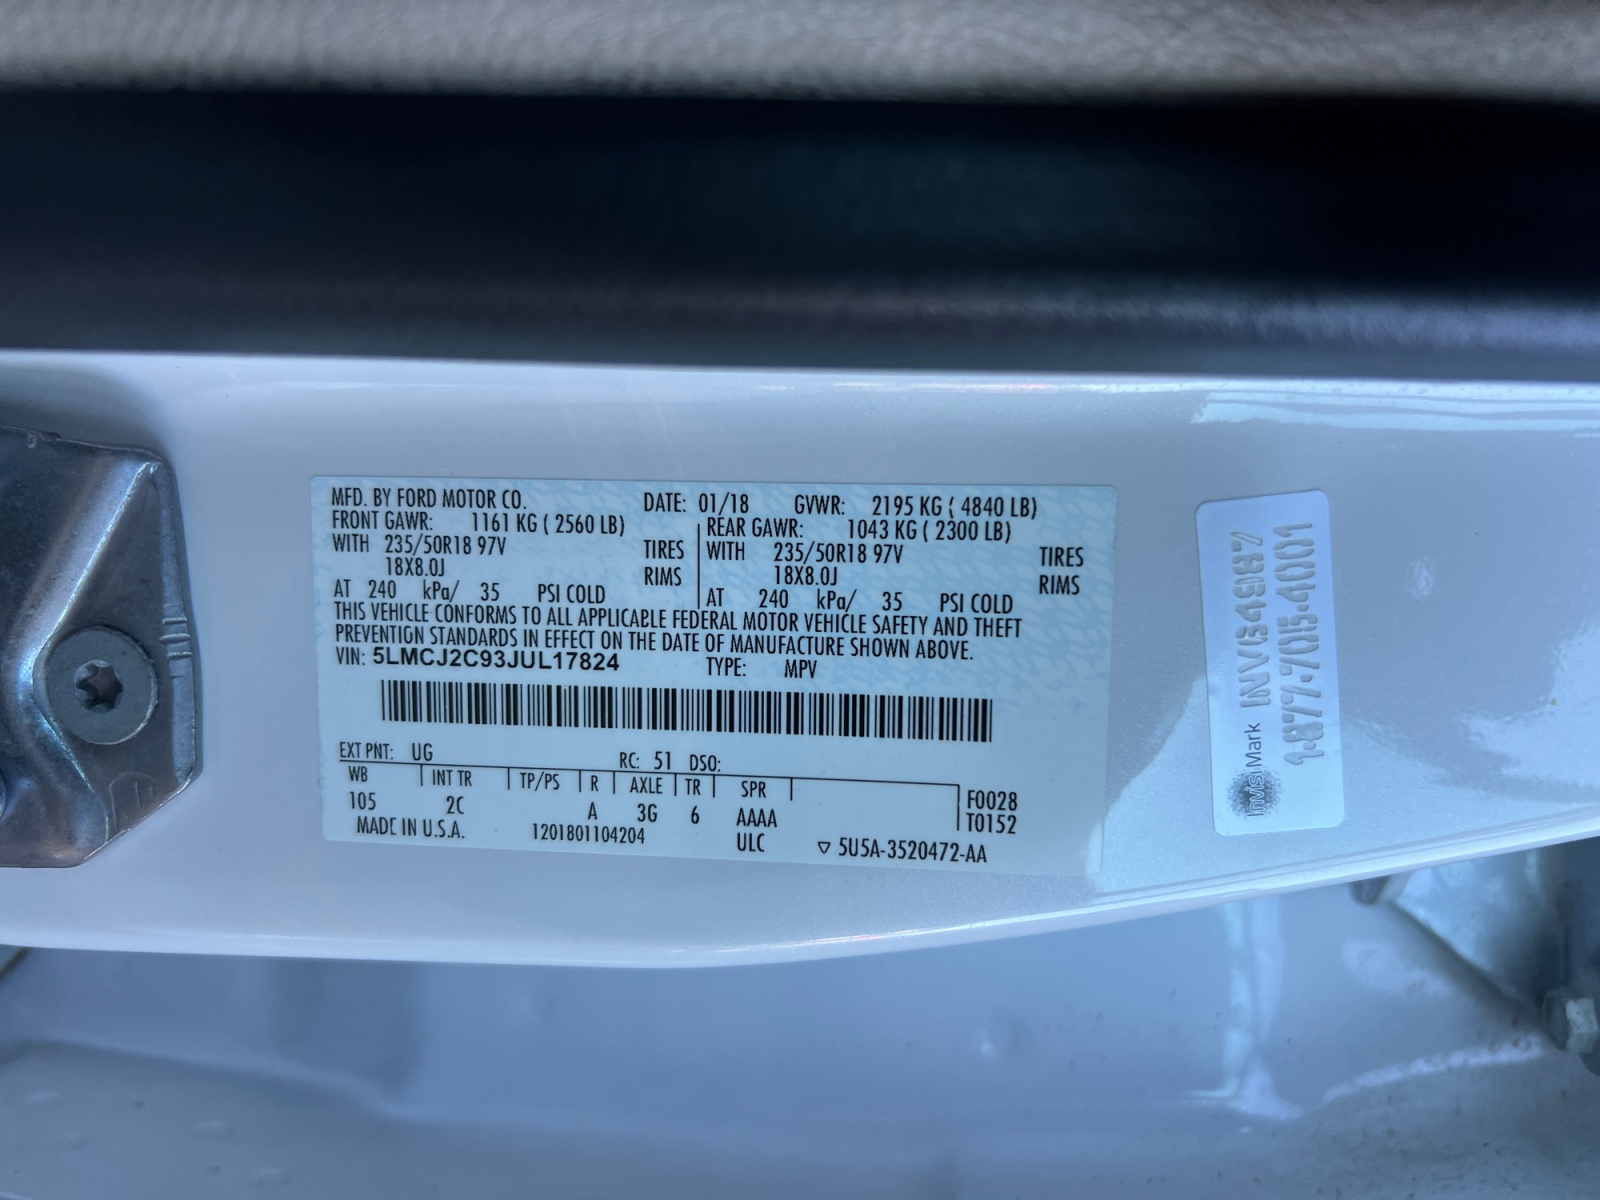 MFD. BY FORD MOTOR CO. DATE: 01/18 GVWR: 2195 KG ( 4840 LB)
FRONT GAWR: 1161 KG ( 2560 LB) REAR GAWR: 1043 KG ( 2300 LB)
WITH 235/50R18 97V TIRES WITH 235/50R18 97V TIRES
18X8.0J RIMS 18X8.0J RIMS
AT 240 kPa/ 35 PSI COLD AT 240 kPa/ 35 PSI COLD
THIS VEHICLE CONFORMS TO ALL APPLICABLE FEDERAL MOTOR VEHICLE SAFETY AND THEFT
PREVENTION STANDARDS IN EFFECT ON THE DATE OF MANUFACTURE SHOWN ABOVE.
VIN: 5LMCJ2C93JUL17824 TYPE: MPV
EXT PNT: UG RC: 51 DSO:
WB INT TR TP/PS R AXLE TR SPR
105 2C A 3G 6 AAAA
F0028
T0152
MADE IN U.S.A. 1201801104204 ULC ▽ 5U5A-3520472-AA
InVisMark
1-877-705-4001